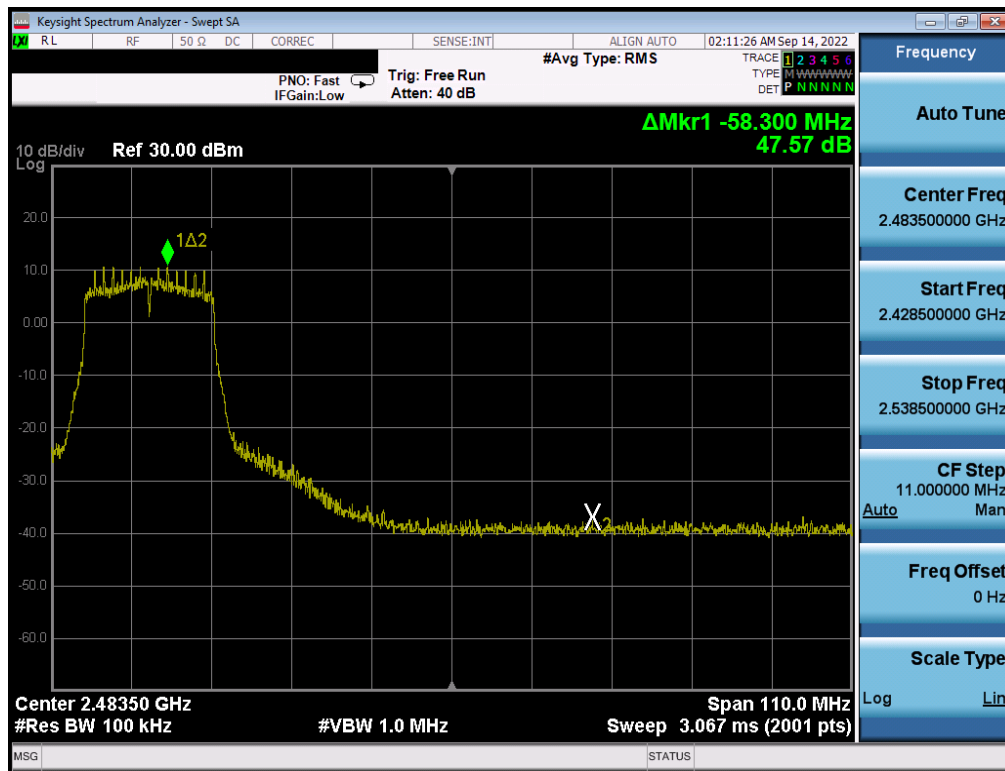 Keysight Spectrum Analyzer - Swept SA
LXI RL RF 50 Ω DC CORREC SENSE:INT ALIGN AUTO 02:11:26 AM Sep 14, 2022
#Avg Type: RMS
TRACE 1 2 3 4 5 6
PNO: Fast Trig: Free Run
TYPE M W W W W W
IFGain:Low Atten: 40 dB
DET P N N N N N
ΔMkr1 -58.300 MHz
47.57 dB
10 dB/div Ref 30.00 dBm
Log
20.0
1Δ2
10.0
0.00
-10.0
-20.0
-30.0
X2
-40.0
-50.0
-60.0
Center 2.48350 GHz Span 110.0 MHz
#Res BW 100 kHz #VBW 1.0 MHz Sweep 3.067 ms (2001 pts)
MSG STATUS
Frequency
Auto Tune
Center Freq
2.483500000 GHz
Start Freq
2.428500000 GHz
Stop Freq
2.538500000 GHz
CF Step
11.000000 MHz
Auto Man
Freq Offset
0 Hz
Scale Type
Log Lin